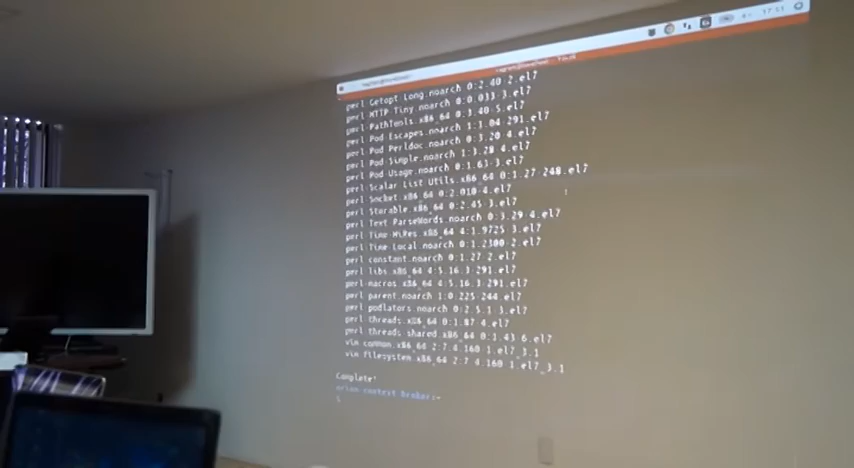 17:11
perl Getopt Long.noarch 0:2.40-2.el7
perl HTTP Tiny.noarch 0:0.033-3.el7
perl PathTools.x86_64 0:3.40-5.el7
perl Pod Escapes.noarch 1:1.04-291.el7
perl Pod Perldoc.noarch 0:3.20-4.el7
perl Pod Simple.noarch 1:3.28-4.el7
perl Pod Usage.noarch 0:1.63-3.el7
perl Scalar List Utils.x86_64 0:1.27-248.el7
perl Socket.x86_64 0:2.010-4.el7
perl Storable.x86_64 0:2.45-3.el7
perl Text ParseWords.noarch 0:3.29-4.el7
perl Time HiRes.x86_64 4:1.9725-3.el7
perl Time Local.noarch 0:1.2300-2.el7
perl constant.noarch 0:1.27-2.el7
perl libs.x86_64 4:5.16.3-291.el7
perl macros.x86_64 4:5.16.3-291.el7
perl parent.noarch 1:0.225-244.el7
perl podlators.noarch 0:2.5.1-3.el7
perl threads.x86_64 0:1.87-4.el7
perl threads shared.x86_64 0:1.43-6.el7
vim common.x86_64 2:7.4.160-1.el7_3.1
vim filesystem.x86_64 2:7.4.160-1.el7_3.1
Complete!